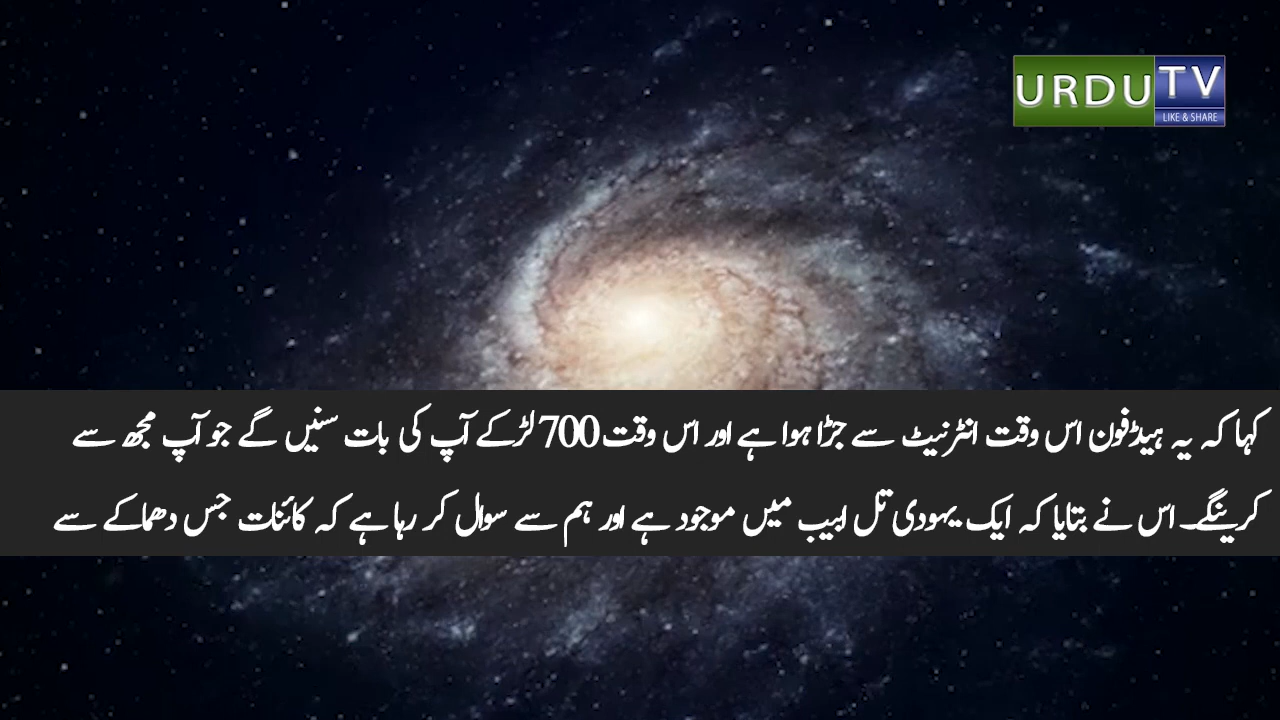 URDU TV
LIKE & SHARE
کہا کہ یہ ہیڈفون اس وقت انٹرنیٹ سے جڑا ہوا ہے اور اس وقت 700 لڑکے آپ کی بات سنیں گے جو آپ مجھ سے
کرینگے۔ اس نے بتایا کہ ایک یہودی تل ابیب میں موجود ہے اور ہم سے سوال کر رہا ہے کہ کائنات جس دھماکے سے